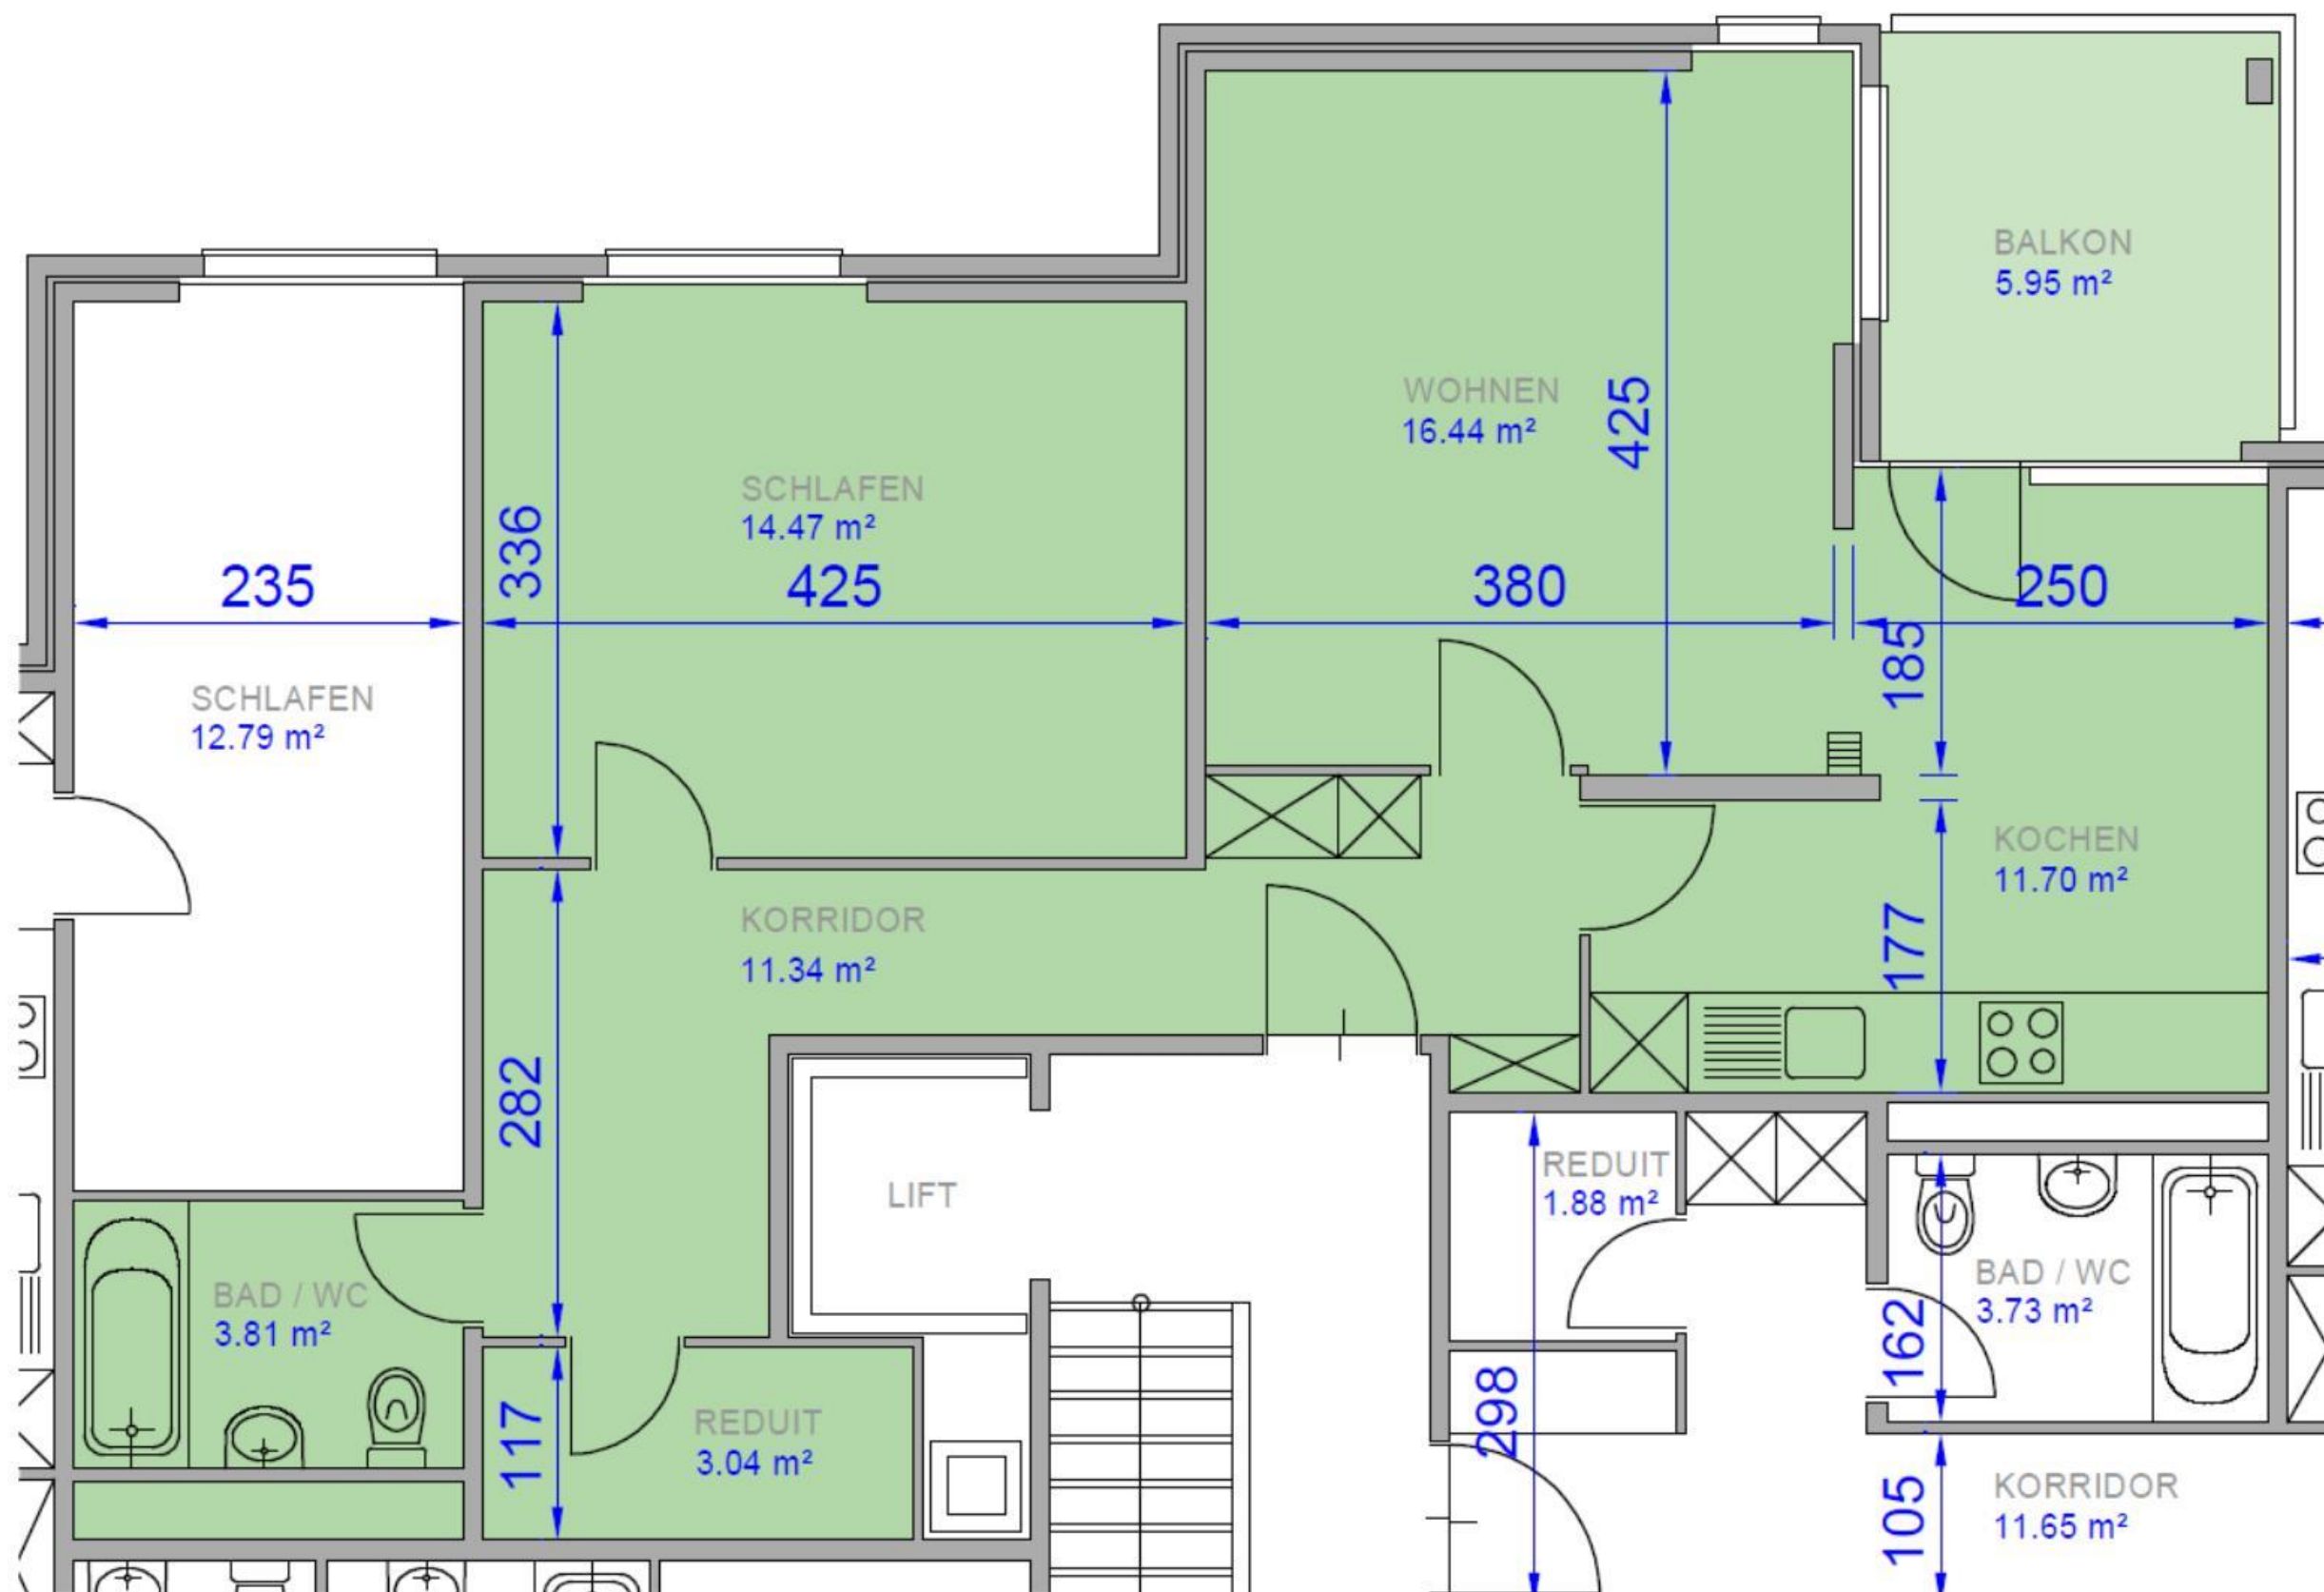 BALKON
5.95 m²
WOHNEN
16.44 m²
425
SCHLAFEN
14.47 m²
336
235
425
380
250
185
SCHLAFEN
12.79 m²
KOCHEN
11.70 m²
177
KORRIDOR
11.34 m²
282
LIFT
REDUIT
1.88 m²
BAD / WC
3.81 m²
BAD / WC
3.73 m²
162
298
REDUIT
3.04 m²
117
KORRIDOR
11.65 m²
105